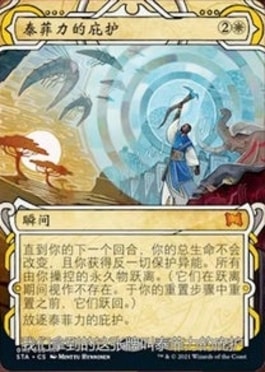 泰菲力的庇护 2
瞬间
直到你的下一个回合，你的总生命不会
改变，且你获得反一切保护异能。所有
由你操控的永久物跃离。（它们在跃离
期间视作不存在。于你的重置步骤中重
置之前，它们跃回。）
放逐泰菲力的庇护。
STA • CS
™ & © 2021 Wizards of the Coast